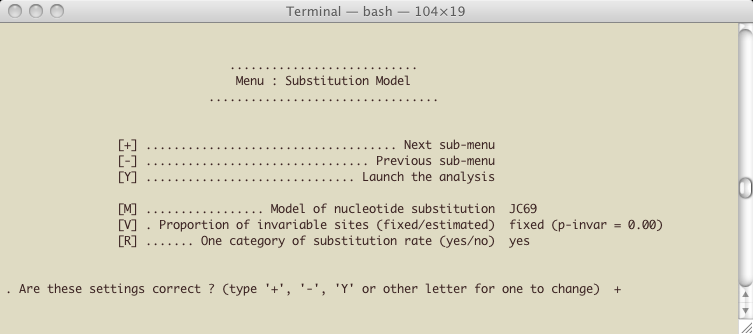 Terminal — bash — 104×19
..........................
Menu : Substitution Model
.................................
[+] .................................... Next sub-menu
[-] ................................ Previous sub-menu
[Y] .............................. Launch the analysis
[M] ................. Model of nucleotide substitution  JC69
[V] . Proportion of invariable sites (fixed/estimated)  fixed (p-invar = 0.00)
[R] ....... One category of substitution rate (yes/no)  yes
. Are these settings correct ? (type '+', '-', 'Y' or other letter for one to change)  +